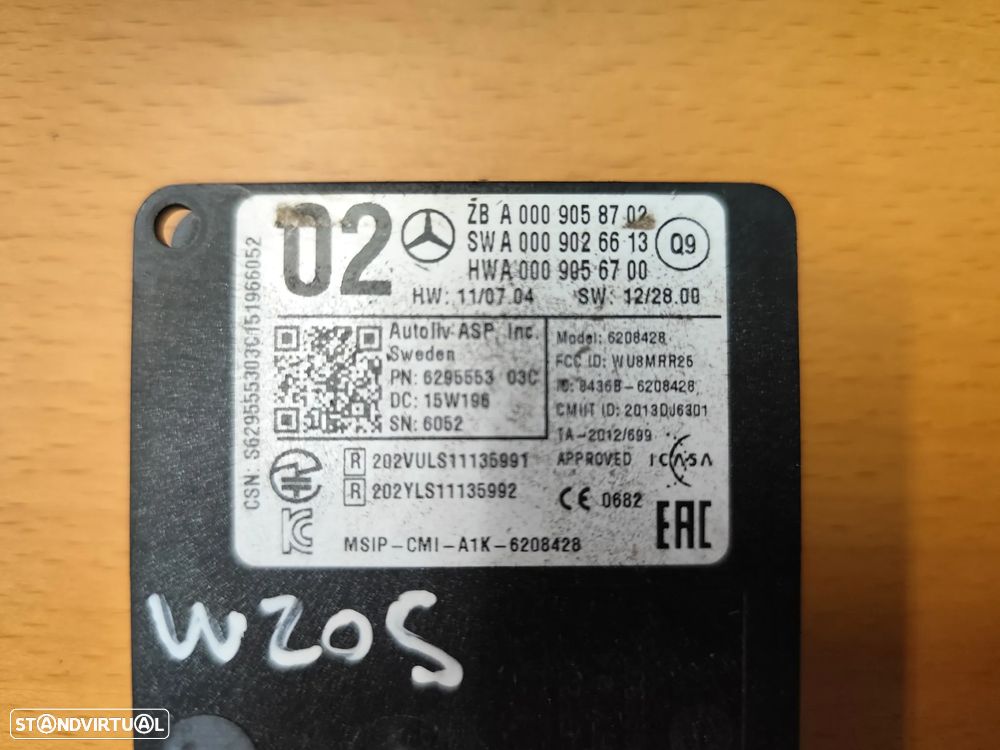 02
ZB A 000 905 87 02
SW A 000 902 66 13
HWA 000 905 67 00
Q9
HW: 11/07.04 SW: 12/28.00
CSN: S629555303C151966052
Autoliv ASP, Inc.
Sweden
PN: 6295553 03C
DC: 15W196
SN: 6052
Model: 6208428
FCC ID: WU8MRR25
IC: 8436B-6208428
CMIIT ID: 2013DJ6301
TA-2012/699
APPROVED ICASA
R 202VULS11135991
R 202YLS11135992
CE 0682
EAC
MSIP-CMI-A1K-6208428
W205
STANDVIRTUAL